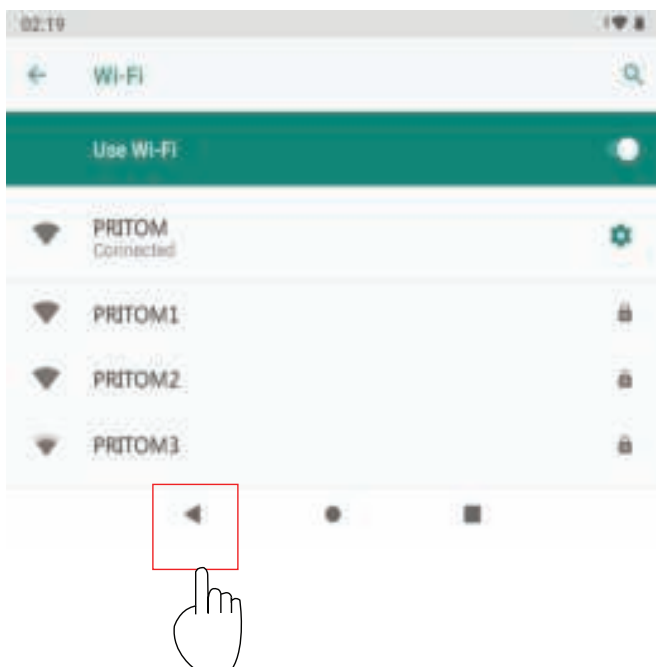 02:19
Wi-Fi
Use Wi-Fi
PRITOM
Connected
PRITOM1
PRITOM2
PRITOM3